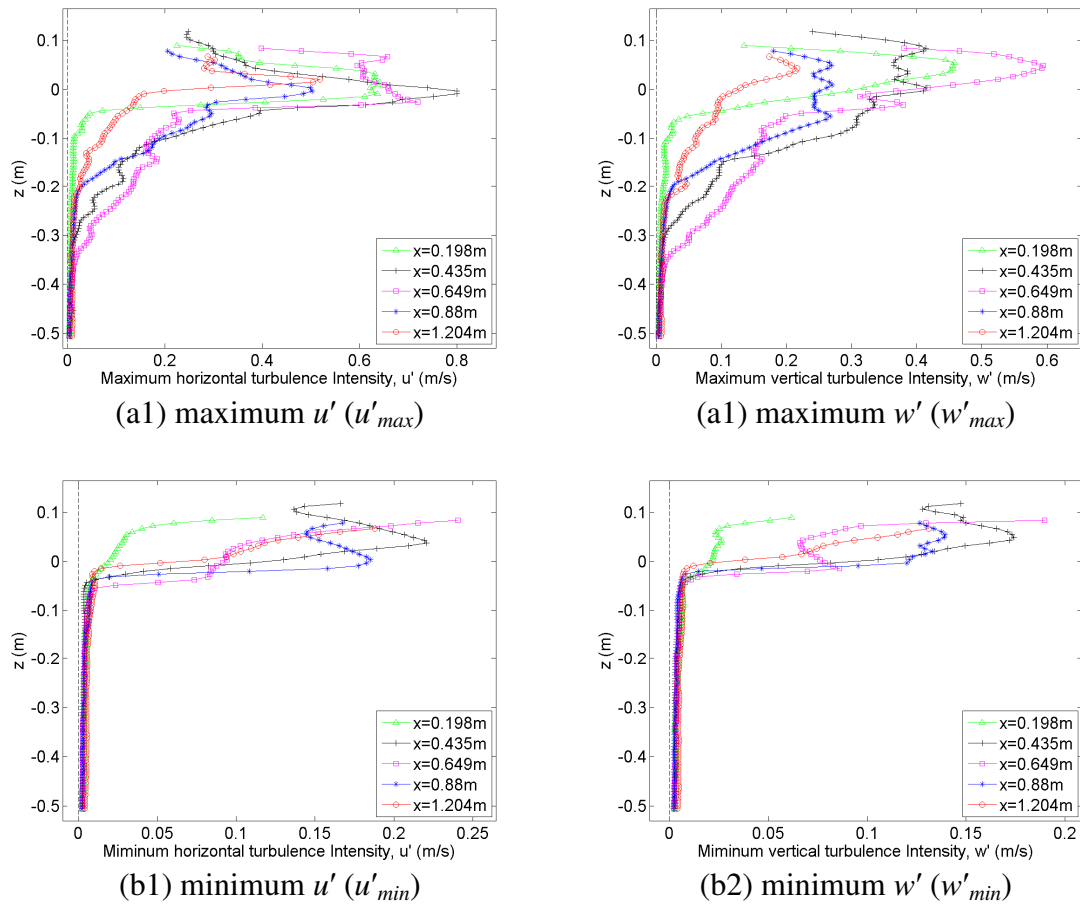 0.1
0
-0.1
-0.2
-0.3
-0.4
-0.5
z (m)
0 0.2 0.4 0.6 0.8
Maximum horizontal turbulence Intensity, u' (m/s)
x=0.198m
x=0.435m
x=0.649m
x=0.88m
x=1.204m
(a1) maximum u′ (u′max)
0.1
0
-0.1
-0.2
-0.3
-0.4
-0.5
z (m)
0 0.1 0.2 0.3 0.4 0.5 0.6
Maximum vertical turbulence Intensity, w' (m/s)
x=0.198m
x=0.435m
x=0.649m
x=0.88m
x=1.204m
(a1) maximum w′ (w′max)
0.1
0
-0.1
-0.2
-0.3
-0.4
-0.5
z (m)
0 0.05 0.1 0.15 0.2 0.25
Miminum horizontal turbulence Intensity, u' (m/s)
x=0.198m
x=0.435m
x=0.649m
x=0.88m
x=1.204m
(b1) minimum u′ (u′min)
0.1
0
-0.1
-0.2
-0.3
-0.4
-0.5
z (m)
0 0.05 0.1 0.15 0.2
Miminum vertical turbulence Intensity, w' (m/s)
x=0.198m
x=0.435m
x=0.649m
x=0.88m
x=1.204m
(b2) minimum w′ (w′min)